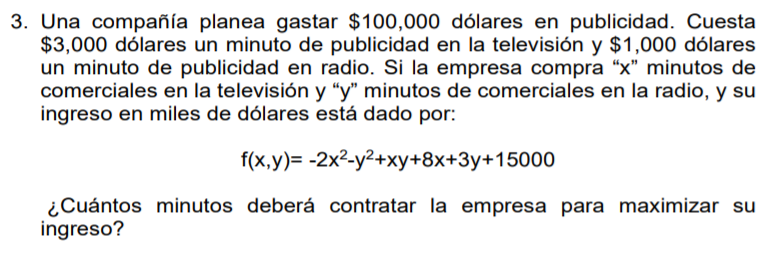 3. Una compañía planea gastar $100,000 dólares en publicidad. Cuesta
$3,000 dólares un minuto de publicidad en la televisión y $1,000 dólares
un minuto de publicidad en radio. Si la empresa compra “x” minutos de
comerciales en la televisión y “y” minutos de comerciales en la radio, y su
ingreso en miles de dólares está dado por:
f(x,y)= -2x²-y²+xy+8x+3y+15000
¿Cuántos minutos deberá contratar la empresa para maximizar su
ingreso?